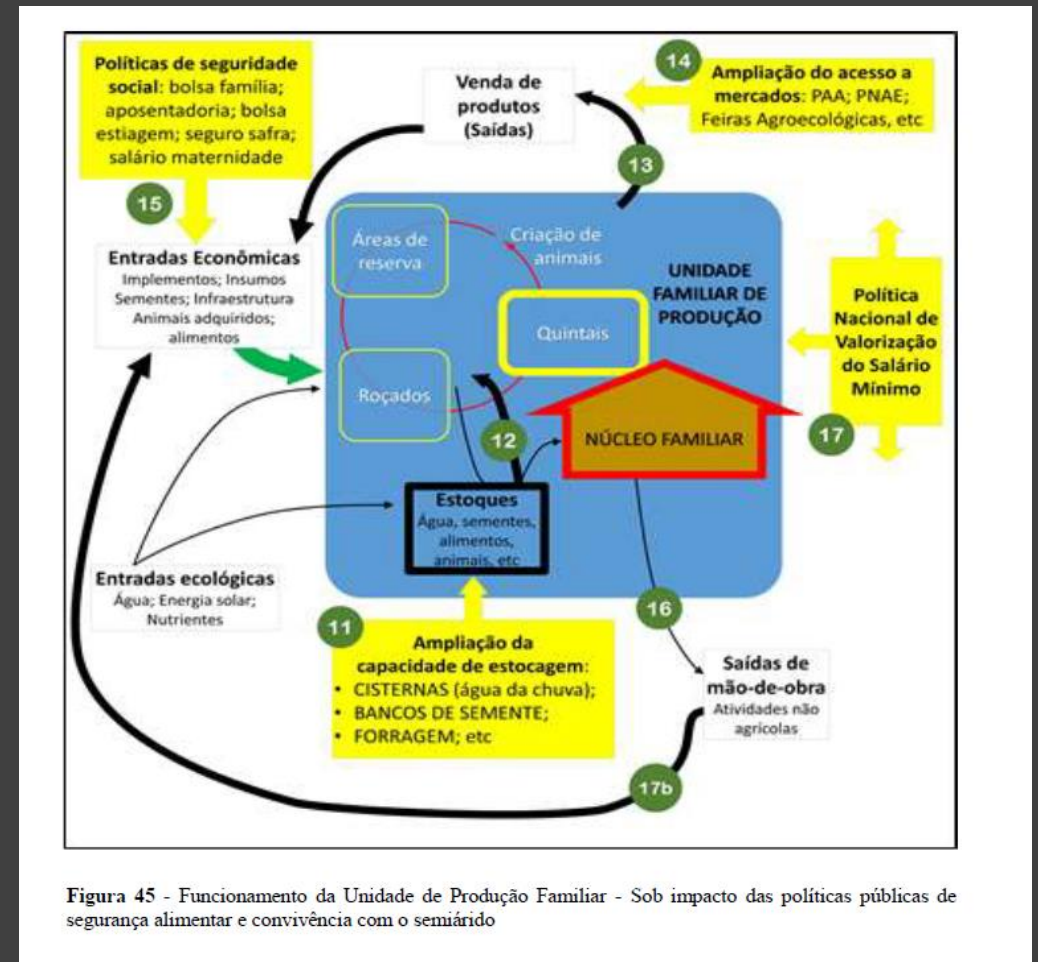 Políticas de seguridade
social: bolsa família;
aposentadoria; bolsa
estiagem; seguro safra;
salário maternidade
15
Venda de
produtos
(Saídas)
14
Ampliação do acesso a
mercados: PAA; PNAE;
Feiras Agroecológicas, etc
13
Entradas Econômicas
Implementos; Insumos
Sementes; Infraestrutura
Animais adquiridos;
alimentos
Áreas de
reserva
Criação de
animais
UNIDADE
FAMILIAR DE
PRODUÇÃO
Quintais
Roçados
12
NÚCLEO FAMILIAR
Política
Nacional de
Valorização
do Salário
Mínimo
17
Estoques
Água, sementes,
alimentos,
animais, etc
Entradas ecológicas
Água; Energia solar;
Nutrientes
11
Ampliação da
capacidade de estocagem:
• CISTERNAS (água da chuva);
• BANCOS DE SEMENTE;
• FORRAGEM; etc
16
Saídas de
mão-de-obra
Atividades não
agrícolas
17b
Figura 45 - Funcionamento da Unidade de Produção Familiar - Sob impacto das políticas públicas de
segurança alimentar e convivência com o semiárido